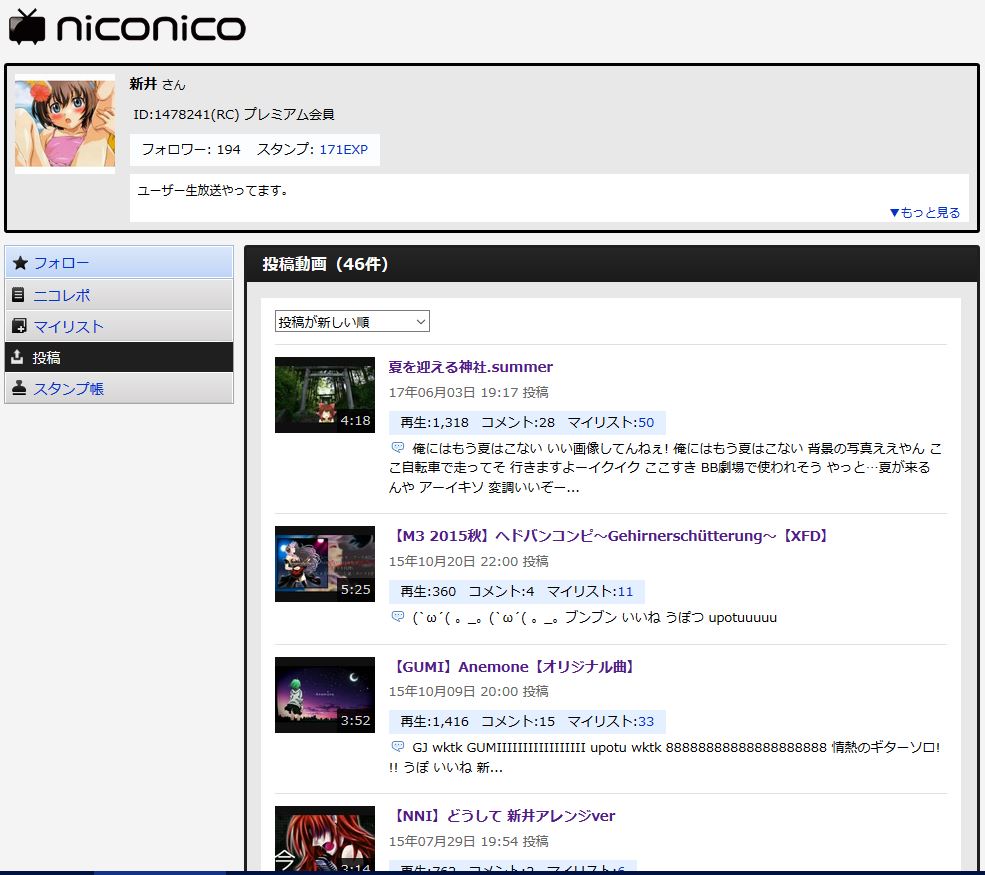 niconico
新井 さん
ID:1478241(RC) プレミアム会員
フォロワー: 194 スタンプ: 171EXP
ユーザー生放送やってます。
▼もっと見る
フォロー
ニコレポ
マイリスト
投稿
スタンプ帳
投稿動画（46件）
投稿が新しい順
夏を迎える神社.summer
17年06月03日 19:17 投稿
4:18
再生:1,318 コメント:28 マイリスト:50
俺にはもう夏はこない いい画像してんねぇ! 俺にはもう夏はこない 背景の写真ええやん こ
こ自転車で走ってそ 行きますよーイクイク ここすき BB劇場で使われそう やっと…夏が来る
んや アーイキソ 変調いいぞー...
【M3 2015秋】ヘドバンコンピ～Gehirnerschütterung～【XFD】
15年10月20日 22:00 投稿
5:25
再生:360 コメント:4 マイリスト:11
(`ω´( 。_。(`ω´( 。_。ブンブン いいね うぽつ upotuuuuu
【GUMI】Anemone【オリジナル曲】
15年10月09日 20:00 投稿
Anemone
3:52
再生:1,416 コメント:15 マイリスト:33
GJ wktk GUMIIIIIIIIIIIIIIIII upotu wktk 88888888888888888888 情熱のギターソロ!
!! うぽ いいね 新...
【NNI】どうして 新井アレンジver
15年07月29日 19:54 投稿
3:14
再生:762 コメント:2 マイリスト:6